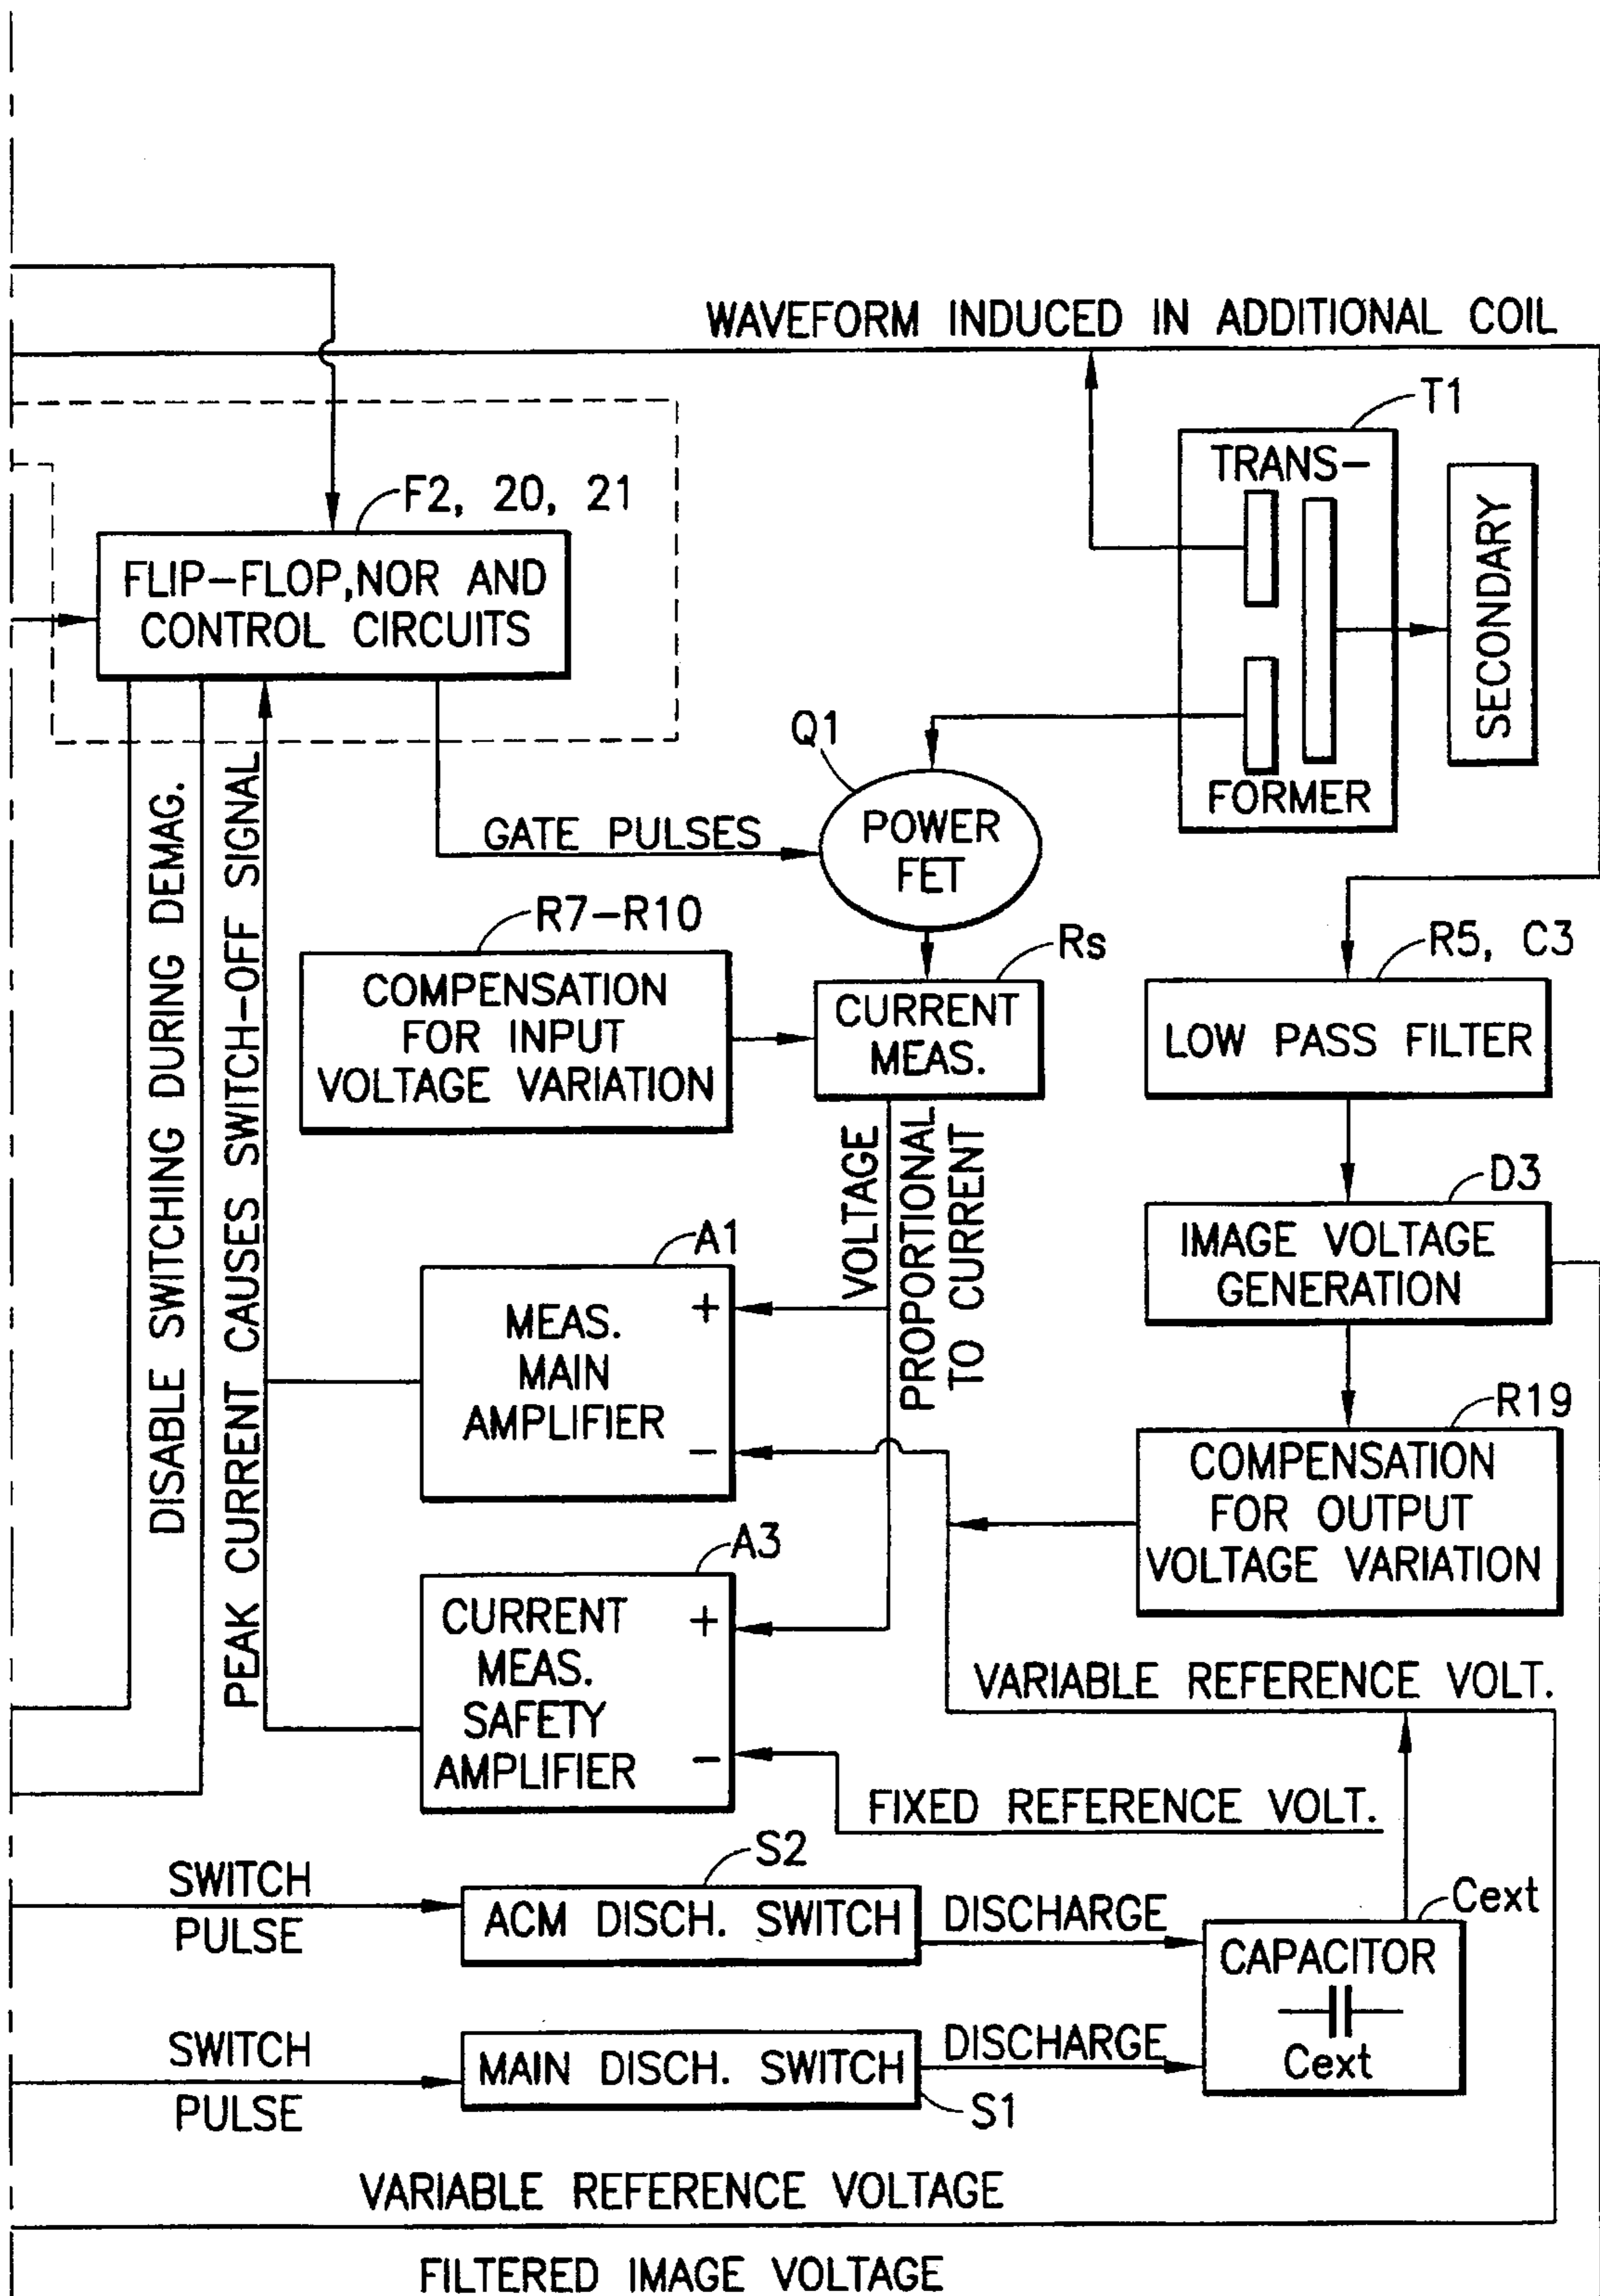 WAVEFORM INDUCED IN ADDITIONAL COIL
T1
TRANS-
FORMER
SECONDARY
F2, 20, 21
FLIP-FLOP,NOR AND
CONTROL CIRCUITS
DISABLE SWITCHING DURING DEMAG.
PEAK CURRENT CAUSES SWITCH-OFF SIGNAL
GATE PULSES
Q1
POWER
FET
R7-R10
COMPENSATION
FOR INPUT
VOLTAGE VARIATION
Rs
CURRENT
MEAS.
R5, C3
LOW PASS FILTER
VOLTAGE
PROPORTIONAL
TO CURRENT
D3
IMAGE VOLTAGE
GENERATION
A1
MEAS.
MAIN
AMPLIFIER
+
-
R19
COMPENSATION
FOR OUTPUT
VOLTAGE VARIATION
A3
CURRENT
MEAS.
SAFETY
AMPLIFIER
+
-
VARIABLE REFERENCE VOLT.
FIXED REFERENCE VOLT.
SWITCH
PULSE
S2
ACM DISCH. SWITCH
DISCHARGE
Cext
CAPACITOR
Cext
SWITCH
PULSE
MAIN DISCH. SWITCH
S1
DISCHARGE
VARIABLE REFERENCE VOLTAGE
FILTERED IMAGE VOLTAGE